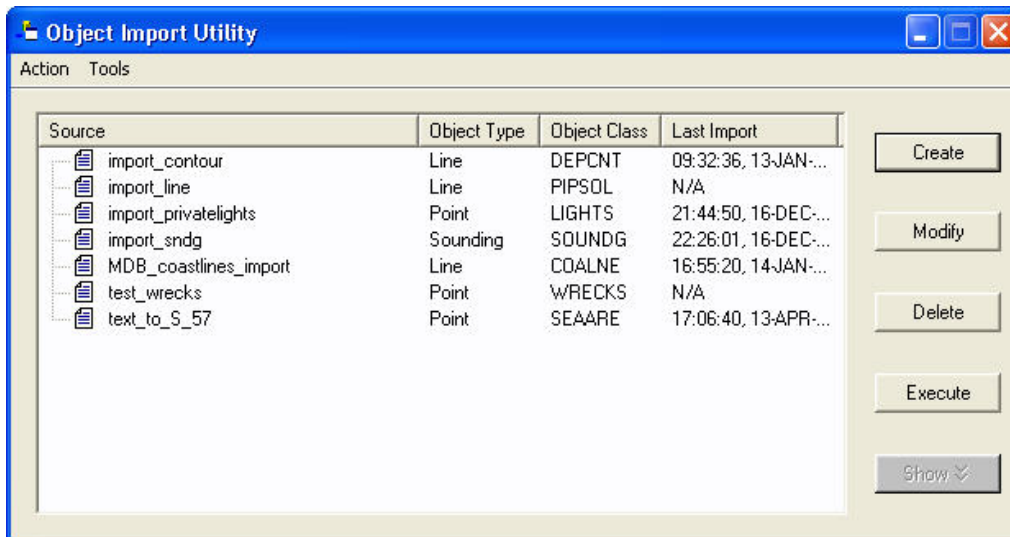 Object Import Utility
Action Tools
Source Object Type Object Class Last Import
import_contour Line DEPCNT 09:32:36, 13-JAN-...
import_line Line PIPSOL N/A
import_privatelights Point LIGHTS 21:44:50, 16-DEC-...
import_sndg Sounding SOUNDG 22:26:01, 16-DEC-...
MDB_coastlines_import Line COALNE 16:55:20, 14-JAN-...
test_wrecks Point WRECKS N/A
text_to_S_57 Point SEAARE 17:06:40, 13-APR-...
Create
Modify
Delete
Execute
Show